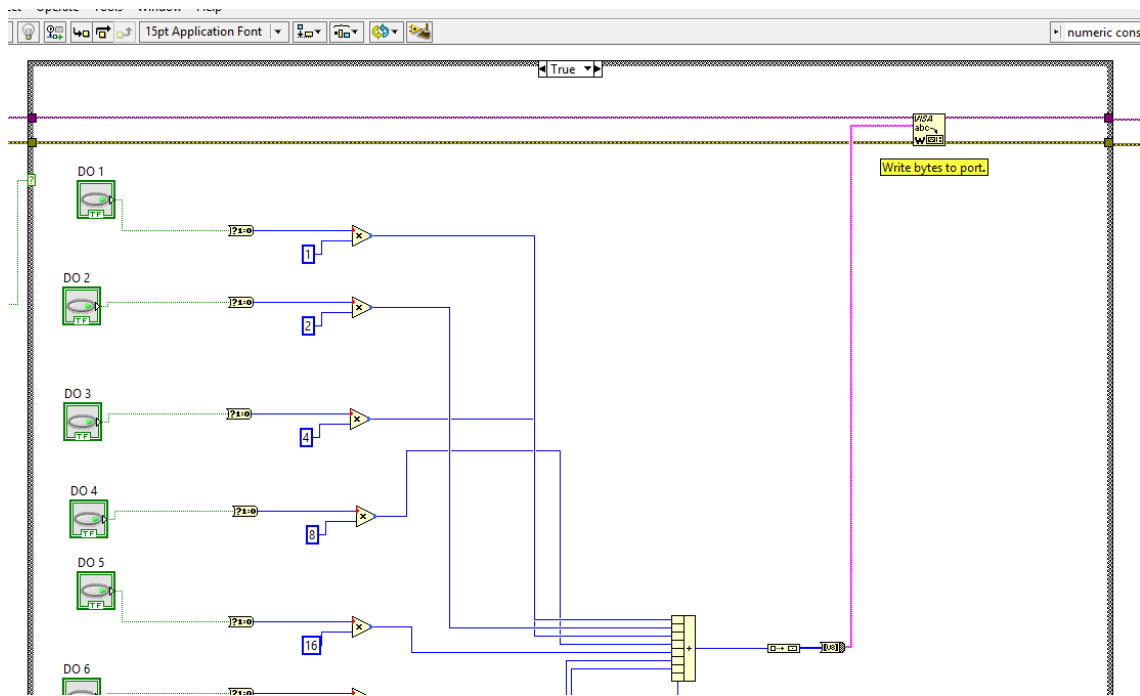 Operate Tools Window Help
15pt Application Font
numeric cons
True
VISA
abc
W
Write bytes to port.
?
DO 1
TF
?1:0
x
1
DO 2
TF
?1:0
x
2
DO 3
TF
?1:0
x
4
DO 4
TF
?1:0
x
8
DO 5
TF
?1:0
x
16
+
[U8]
DO 6
?1:0